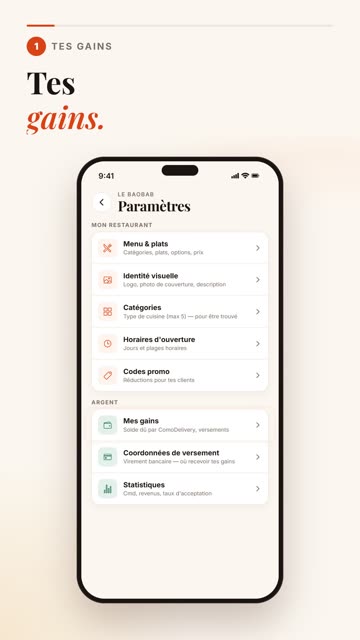 1 TES GAINS
Tes
gains.
9:41
LE BAOBAB
Paramètres
MON RESTAURANT
Menu & plats
Catégories, plats, options, prix
Identité visuelle
Logo, photo de couverture, description
Catégories
Type de cuisine (max 5) — pour être trouvé
Horaires d'ouverture
Jours et plages horaires
Codes promo
Réductions pour tes clients
ARGENT
Mes gains
Solde dû par ComoDelivery, versements
Coordonnées de versement
Virement bancaire — où recevoir tes gains
Statistiques
Cmd, revenus, taux d'acceptation